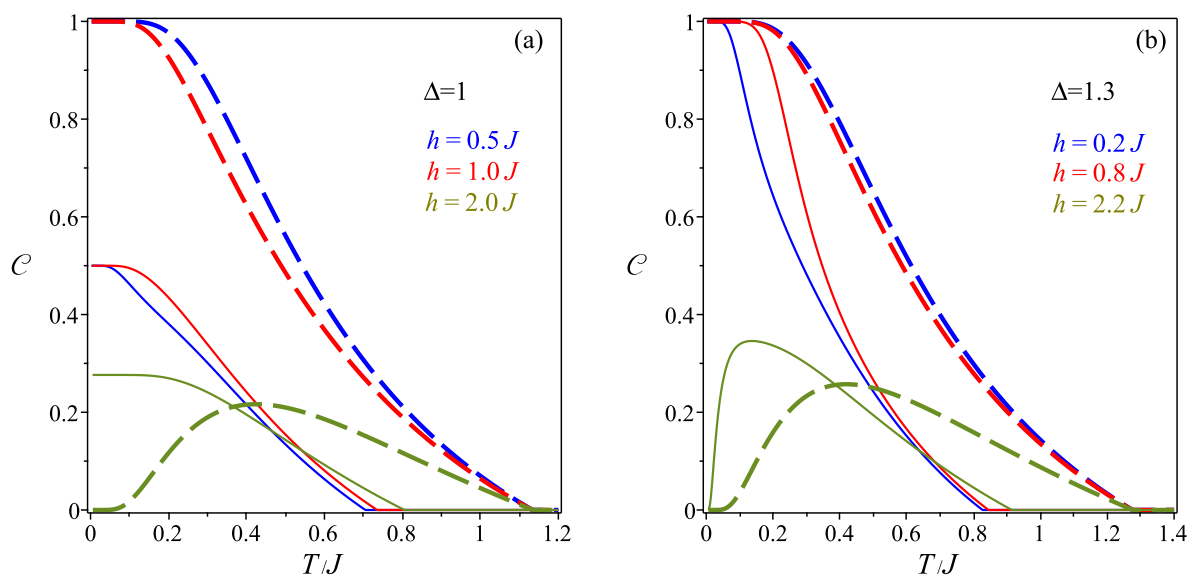 (a)
Δ=1
h = 0.5 J
h = 1.0 J
h = 2.0 J
1
0.8
0.6
0.4
0.2
0
C
0 0.2 0.4 0.6 0.8 1 1.2
T/J
(b)
Δ=1.3
h = 0.2 J
h = 0.8 J
h = 2.2 J
1
0.8
0.6
0.4
0.2
0
C
0 0.2 0.4 0.6 0.8 1 1.2 1.4
T/J